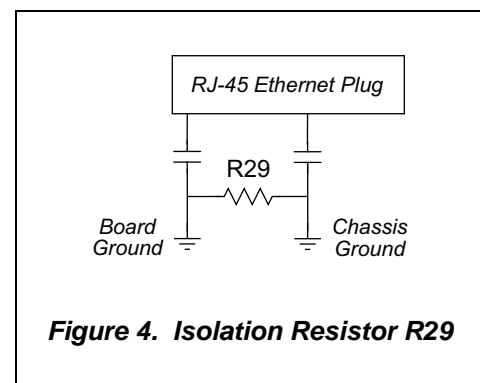 RJ-45 Ethernet Plug
R29
Board
Ground
Chassis
Ground
Figure 4. Isolation Resistor R29